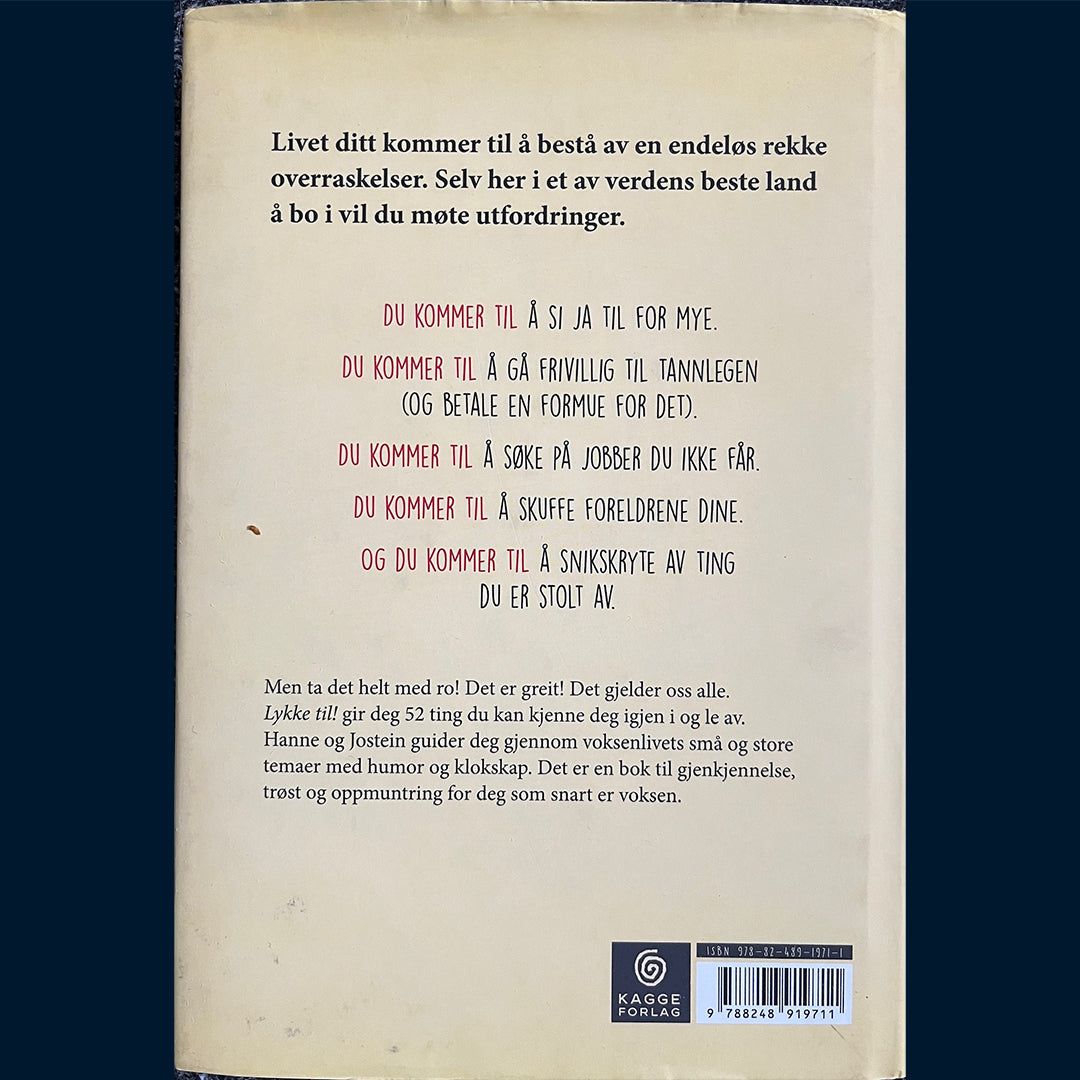 Livet ditt kommer til å bestå av en endeløs rekke
overraskelser. Selv her i et av verdens beste land
å bo i vil du møte utfordringer.
DU KOMMER TIL Å SI JA TIL FOR MYE.
DU KOMMER TIL Å GÅ FRIVILLIG TIL TANNLEGEN
(OG BETALE EN FORMUE FOR DET).
DU KOMMER TIL Å SØKE PÅ JOBBER DU IKKE FÅR.
DU KOMMER TIL Å SKUFFE FORELDRENE DINE.
OG DU KOMMER TIL Å SNIKSKRYTE AV TING
DU ER STOLT AV.
Men ta det helt med ro! Det er greit! Det gjelder oss alle.
Lykke til! gir deg 52 ting du kan kjenne deg igjen i og le av.
Hanne og Jostein guider deg gjennom voksenlivets små og store
temaer med humor og klokskap. Det er en bok til gjenkjennelse,
trøst og oppmuntring for deg som snart er voksen.
KAGGE
FORLAG
ISBN 978-82-489-1971-1
9 788248 919711